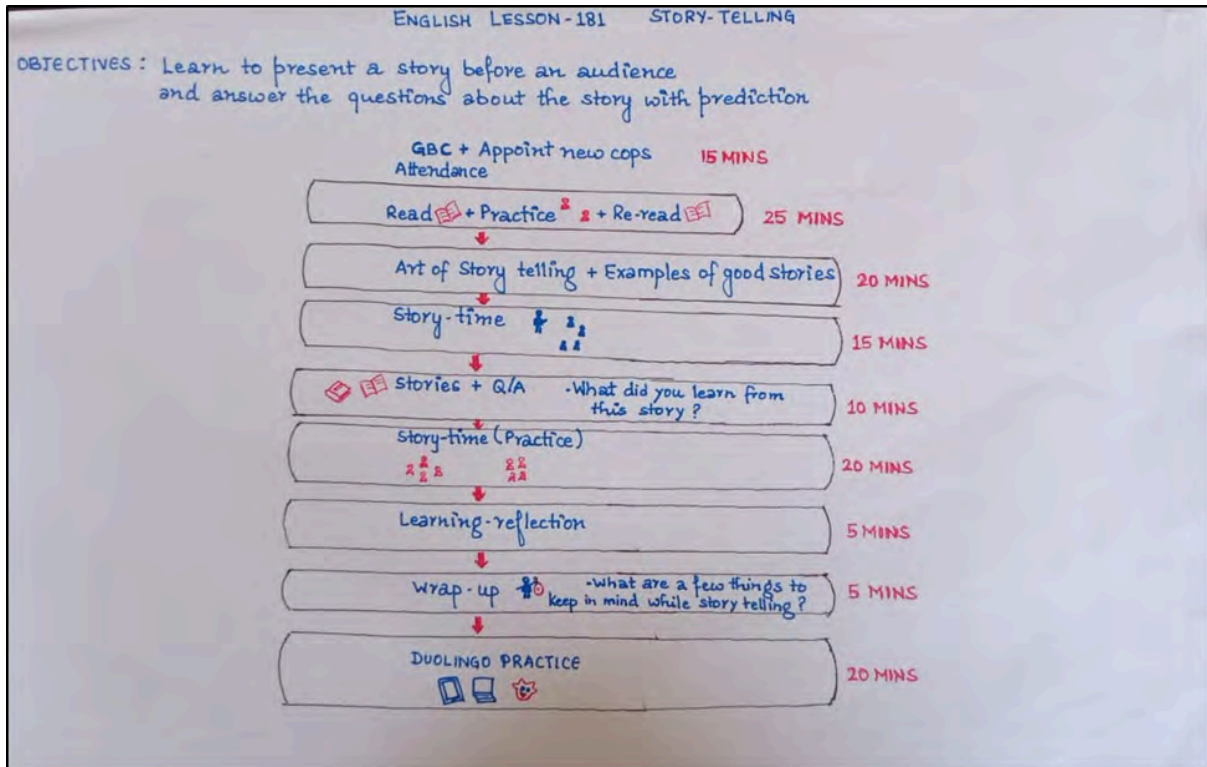 ENGLISH LESSON-181 STORY-TELLING
OBJECTIVES: Learn to present a story before an audience
and answer the questions about the story with prediction
GBC + Appoint new cops 15 MINS
Attendance
Read + Practice + Re-read 25 MINS
Art of Story telling + Examples of good stories 20 MINS
Story-time 15 MINS
Stories + Q/A -What did you learn from
this story? 10 MINS
Story-time (Practice)
20 MINS
Learning-reflection 5 MINS
Wrap-up -What are a few things to
keep in mind while story telling? 5 MINS
DUOLINGO PRACTICE
20 MINS